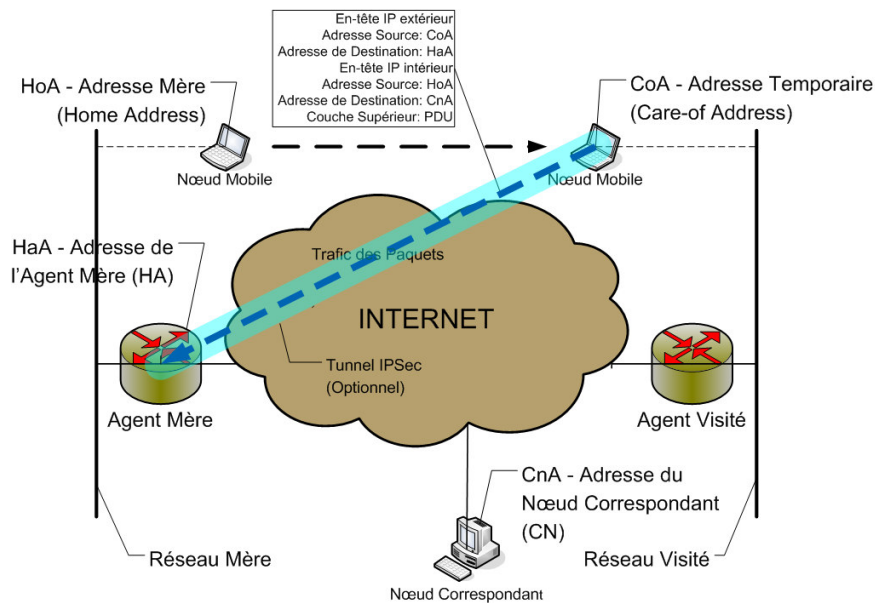 En-tête IP extérieur
Adresse Source: CoA
Adresse de Destination: HaA
En-tête IP intérieur
Adresse Source: HoA
Adresse de Destination: CnA
Couche Supérieur: PDU
HoA - Adresse Mère
(Home Address)
CoA - Adresse Temporaire
(Care-of Address)
Nœud Mobile
Nœud Mobile
HaA - Adresse de
l'Agent Mère (HA)
Trafic des Paquets
INTERNET
Tunnel IPSec
(Optionnel)
Agent Mère
Agent Visité
CnA - Adresse du
Nœud Correspondant
(CN)
Réseau Mère
Réseau Visité
Nœud Correspondant